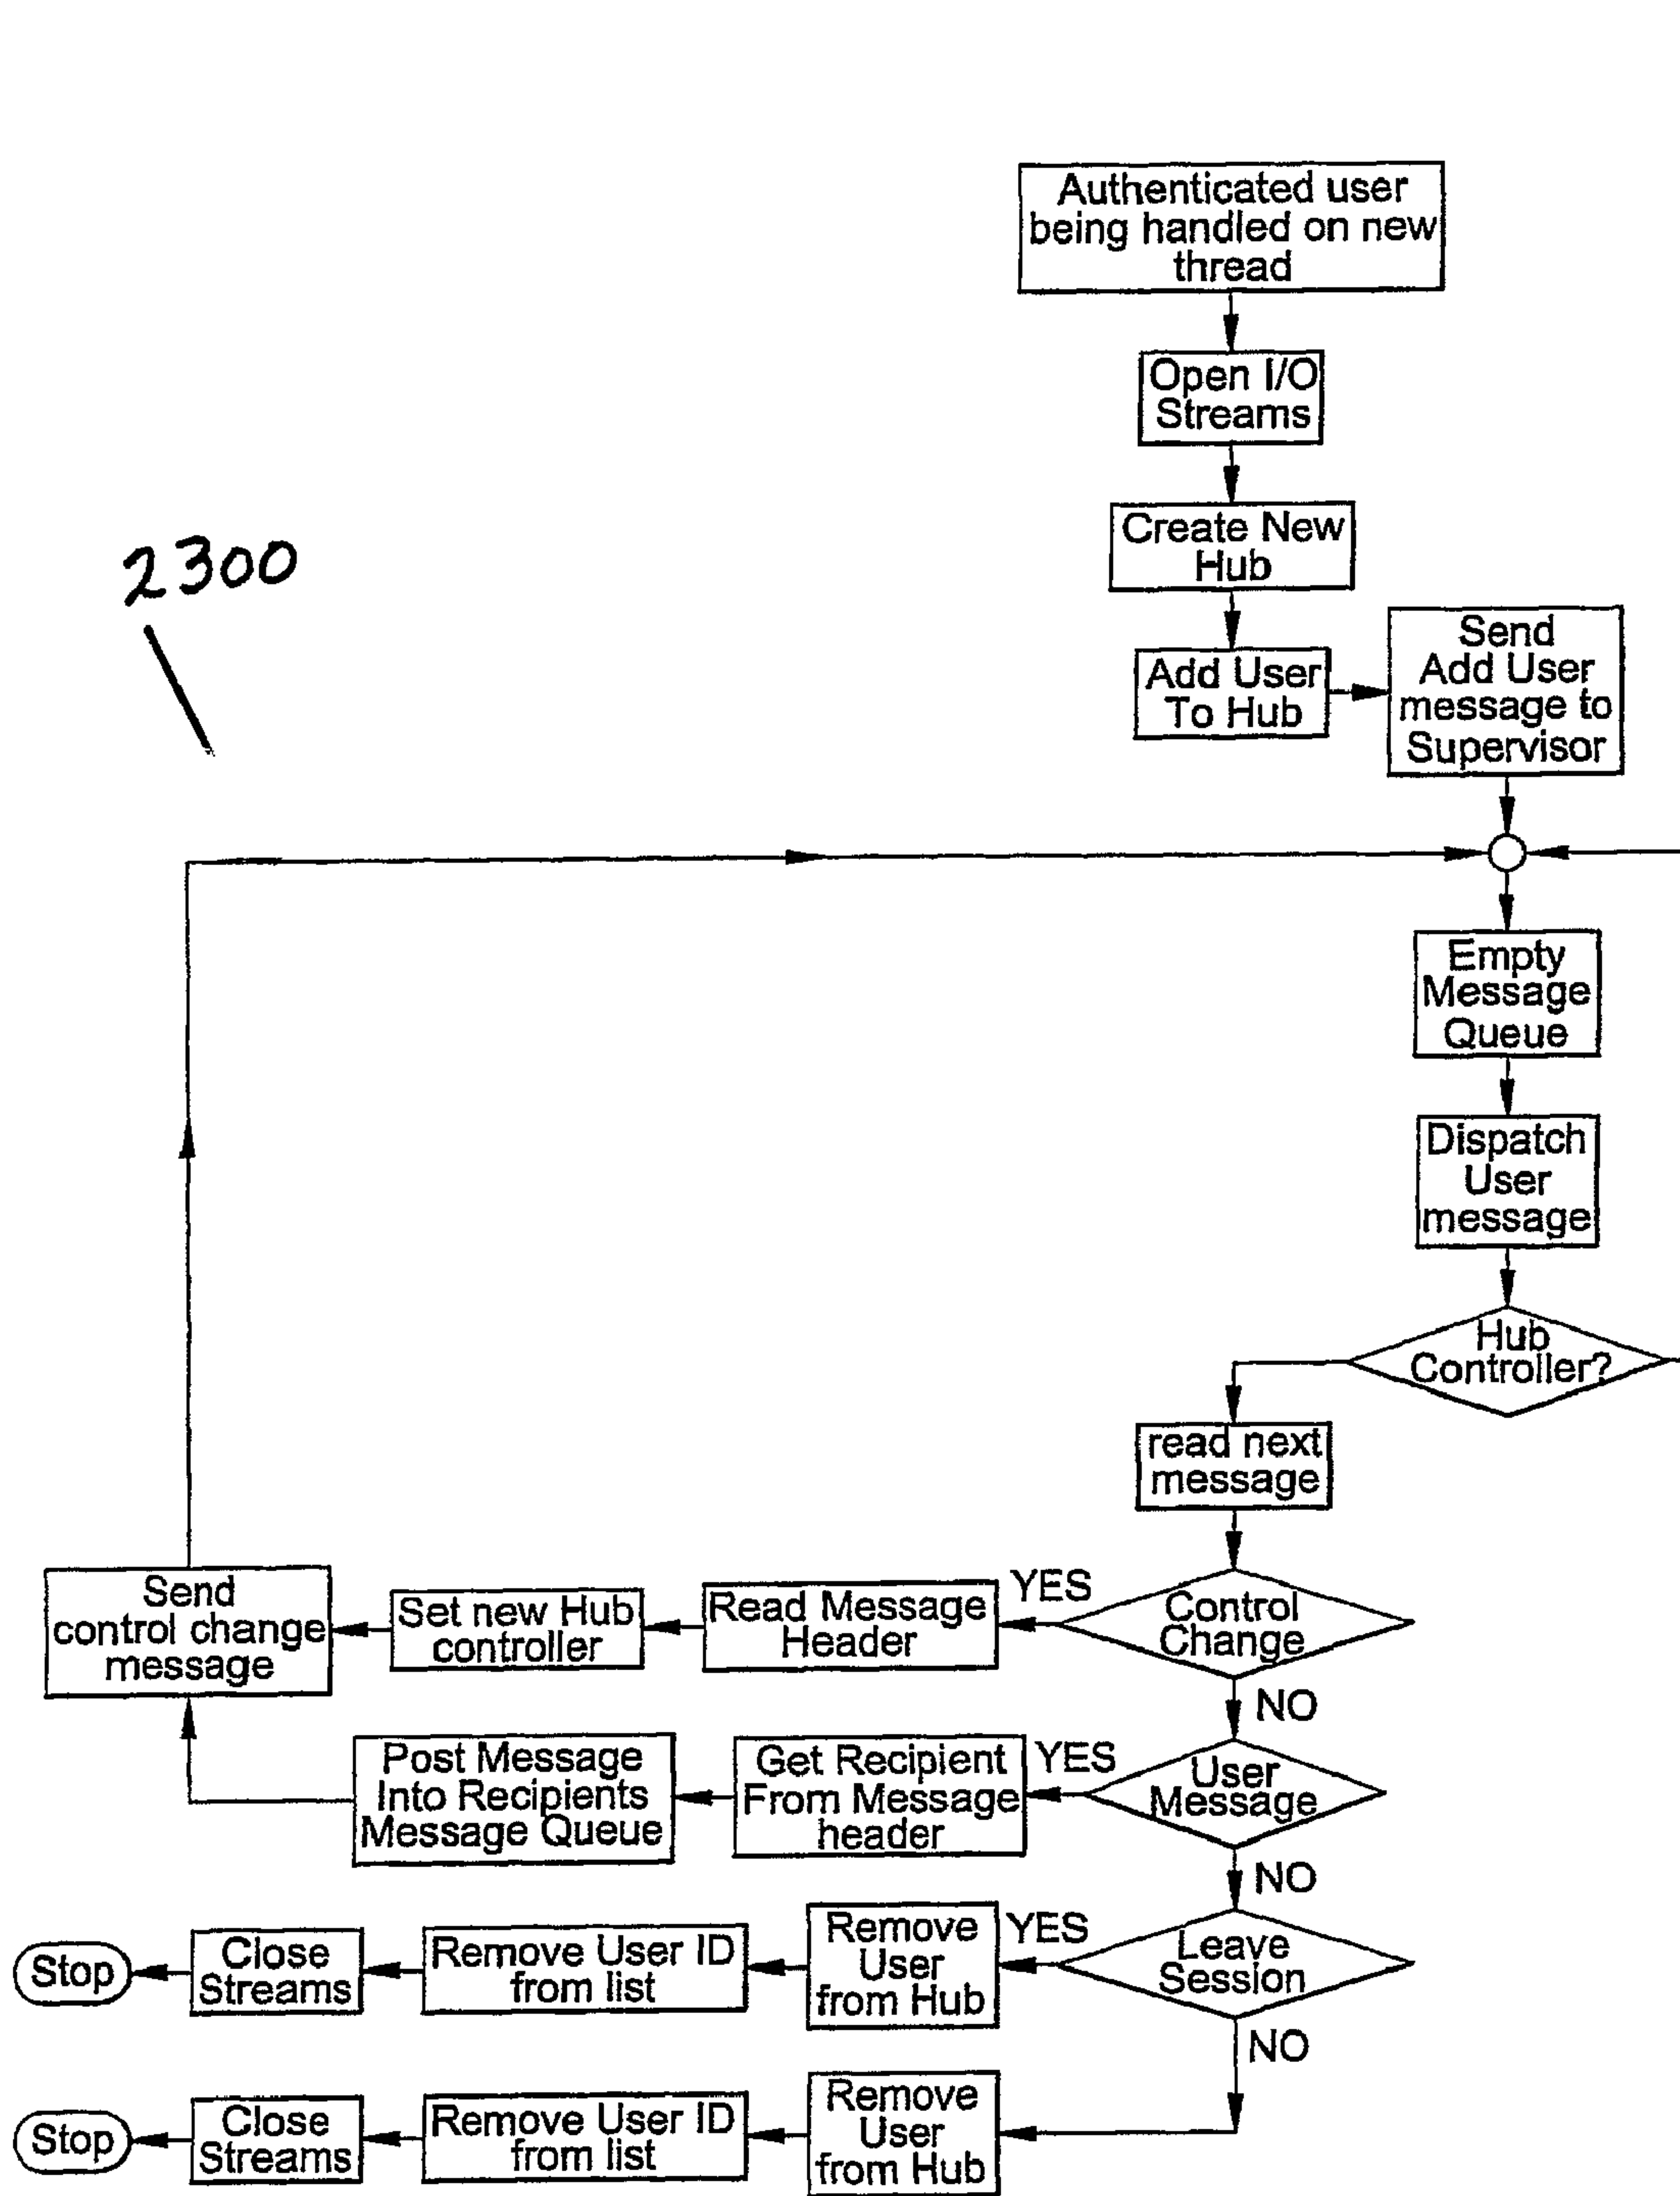 Authenticated user
being handled on new
thread
Open I/O
Streams
2300
Create New
Hub
Add User
To Hub
Send
Add User
message to
Supervisor
Empty
Message
Queue
Dispatch
User
message
Hub
Controller?
read next
message
Control
Change
YES
Read Message
Header
Set new Hub
controller
Send
control change
message
NO
User
Message
YES
Get Recipient
From Message
header
Post Message
Into Recipients
Message Queue
NO
Leave
Session
YES
Remove
User
from Hub
Remove User ID
from list
Close
Streams
Stop
NO
Remove
User
from Hub
Remove User ID
from list
Close
Streams
Stop